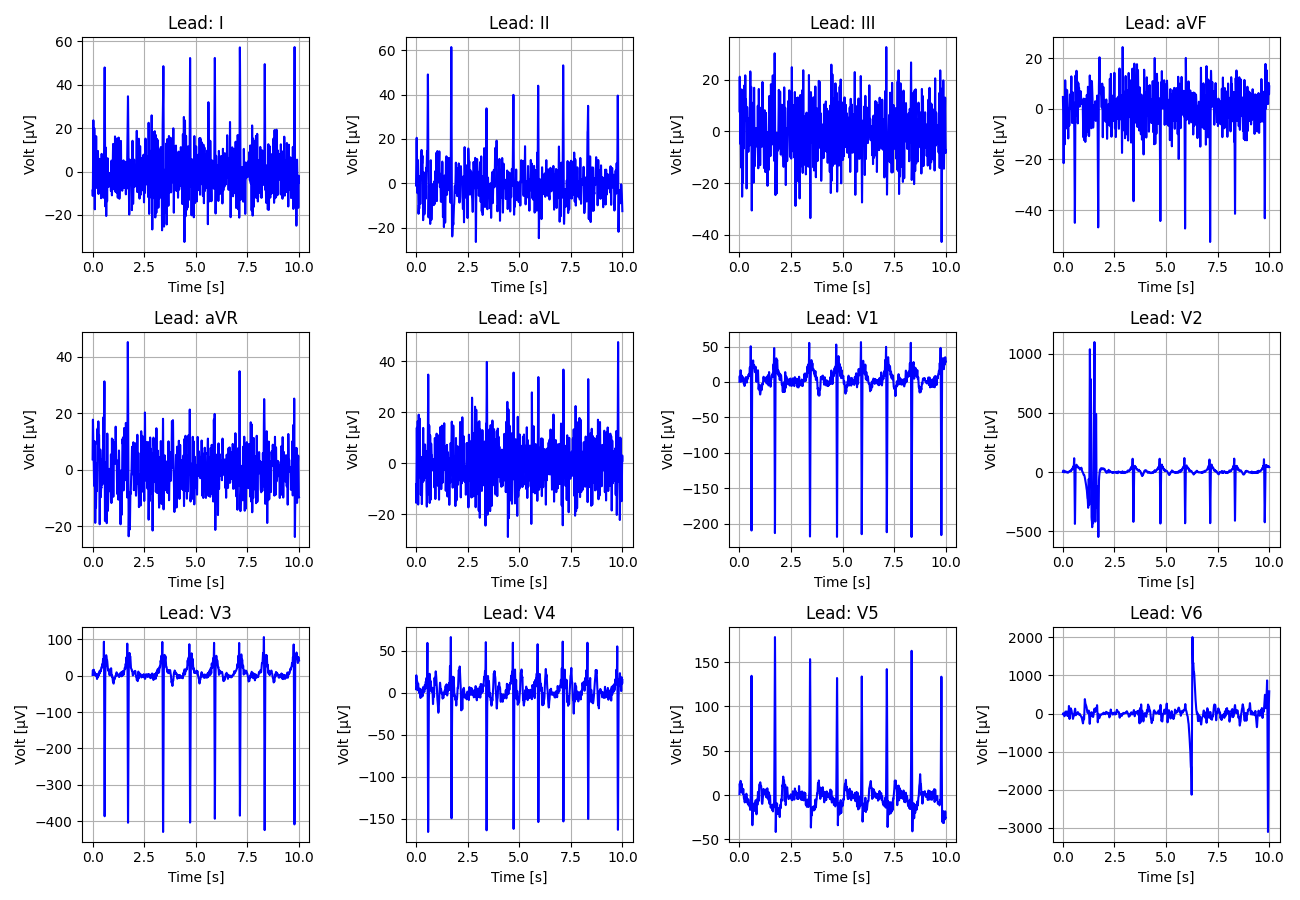 Lead: I
60
40
20
0
−20
Volt [µV]
0.0 2.5 5.0 7.5 10.0
Time [s]
Lead: II
60
40
20
0
−20
Volt [µV]
0.0 2.5 5.0 7.5 10.0
Time [s]
Lead: III
20
0
−20
−40
Volt [µV]
0.0 2.5 5.0 7.5 10.0
Time [s]
Lead: aVF
20
0
−20
−40
Volt [µV]
0.0 2.5 5.0 7.5 10.0
Time [s]
Lead: aVR
40
20
0
−20
Volt [µV]
0.0 2.5 5.0 7.5 10.0
Time [s]
Lead: aVL
40
20
0
−20
Volt [µV]
0.0 2.5 5.0 7.5 10.0
Time [s]
Lead: V1
50
0
−50
−100
−150
−200
Volt [µV]
0.0 2.5 5.0 7.5 10.0
Time [s]
Lead: V2
1000
500
0
−500
Volt [µV]
0.0 2.5 5.0 7.5 10.0
Time [s]
Lead: V3
100
0
−100
−200
−300
−400
Volt [µV]
0.0 2.5 5.0 7.5 10.0
Time [s]
Lead: V4
50
0
−50
−100
−150
Volt [µV]
0.0 2.5 5.0 7.5 10.0
Time [s]
Lead: V5
150
100
50
0
−50
Volt [µV]
0.0 2.5 5.0 7.5 10.0
Time [s]
Lead: V6
2000
1000
0
−1000
−2000
−3000
Volt [µV]
0.0 2.5 5.0 7.5 10.0
Time [s]